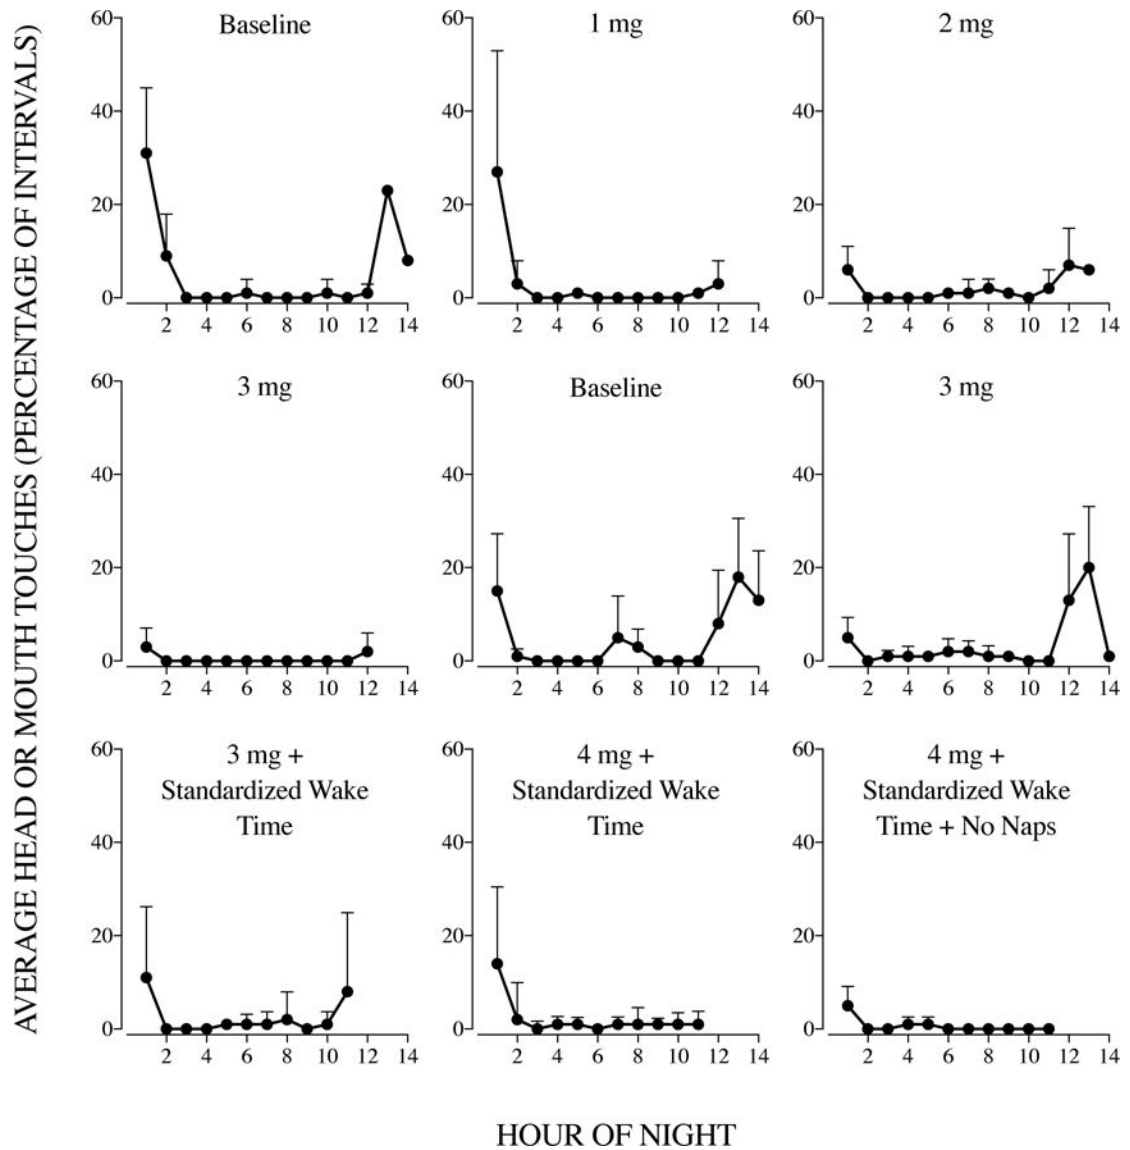 AVERAGE HEAD OR MOUTH TOUCHES (PERCENTAGE OF INTERVALS)
Baseline
60
40
20
0
2 4 6 8 10 12 14
1 mg
60
40
20
0
2 4 6 8 10 12 14
2 mg
60
40
20
0
2 4 6 8 10 12 14
3 mg
60
40
20
0
2 4 6 8 10 12 14
Baseline
60
40
20
0
2 4 6 8 10 12 14
3 mg
60
40
20
0
2 4 6 8 10 12 14
3 mg +
Standardized Wake
Time
60
40
20
0
2 4 6 8 10 12 14
4 mg +
Standardized Wake
Time
60
40
20
0
2 4 6 8 10 12 14
4 mg +
Standardized Wake
Time + No Naps
60
40
20
0
2 4 6 8 10 12 14
HOUR OF NIGHT